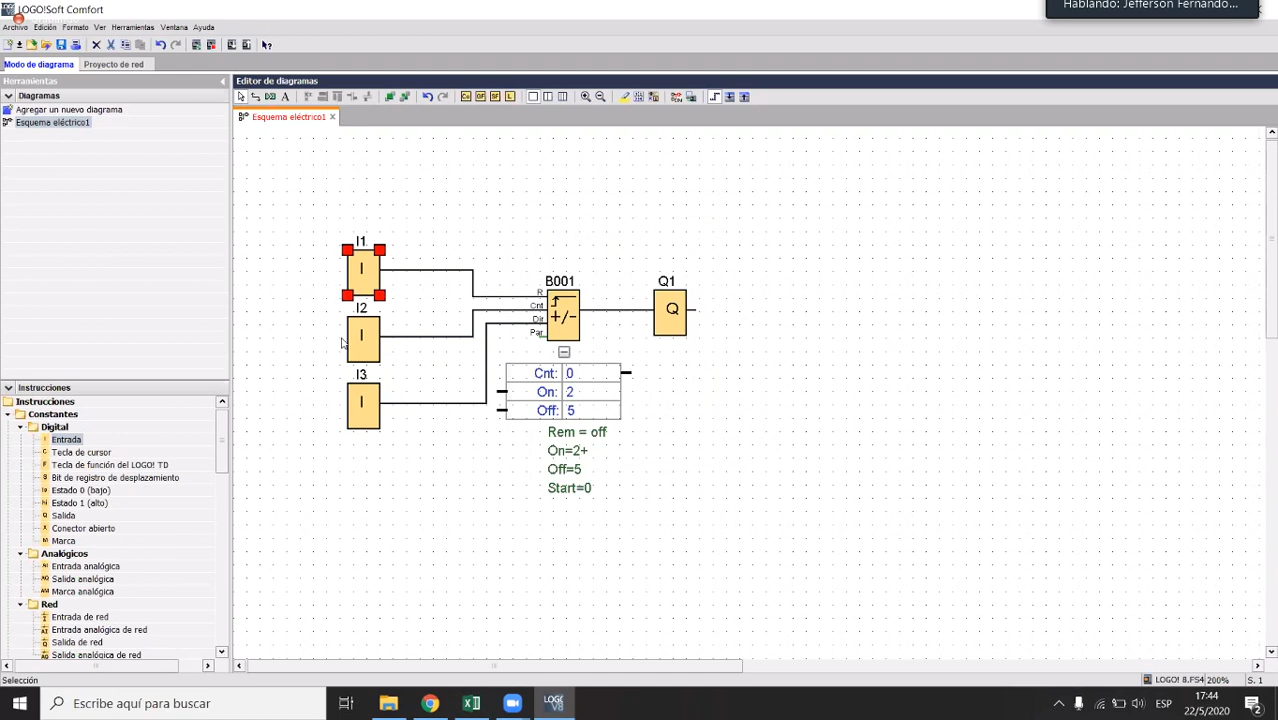 LOGO!Soft Comfort
Hablando: Jefferson Fernando...
Archivo Edición Formato Ver Herramientas Ventana Ayuda
Modo de diagrama Proyecto de red
Herramientas
Editor de diagramas
Diagramas
Agregar un nuevo diagrama
Esquema eléctrico1
Esquema eléctrico1
I1
I
I2
I
I3
I
B001
R
Cnt
Dir
Par
+/−
Q1
Q
Cnt: 0
On: 2
Off: 5
Rem = off
On=2+
Off=5
Start=0
Instrucciones
Instrucciones
Constantes
Digital
Entrada
Tecla de cursor
Tecla de función del LOGO! TD
Bit de registro de desplazamiento
Estado 0 (bajo)
Estado 1 (alto)
Salida
Conector abierto
Marca
Analógicos
Entrada analógica
Salida analógica
Marca analógica
Red
Entrada de red
Entrada analógica de red
Salida de red
Salida analógica de red
Selección
LOGO! 8.FS4 200% S. 1
Escribe aquí para buscar
ESP
17:44
22/5/2020
2